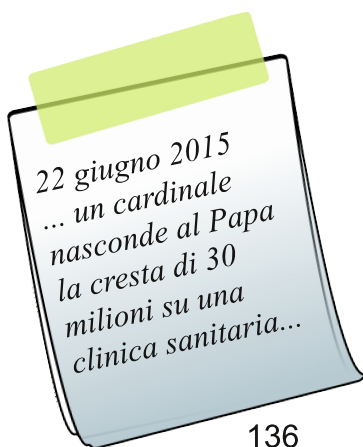 22 giugno 2015
... un cardinale
nasconde al Papa
la cresta di 30
milioni su una
clinica sanitaria...
136